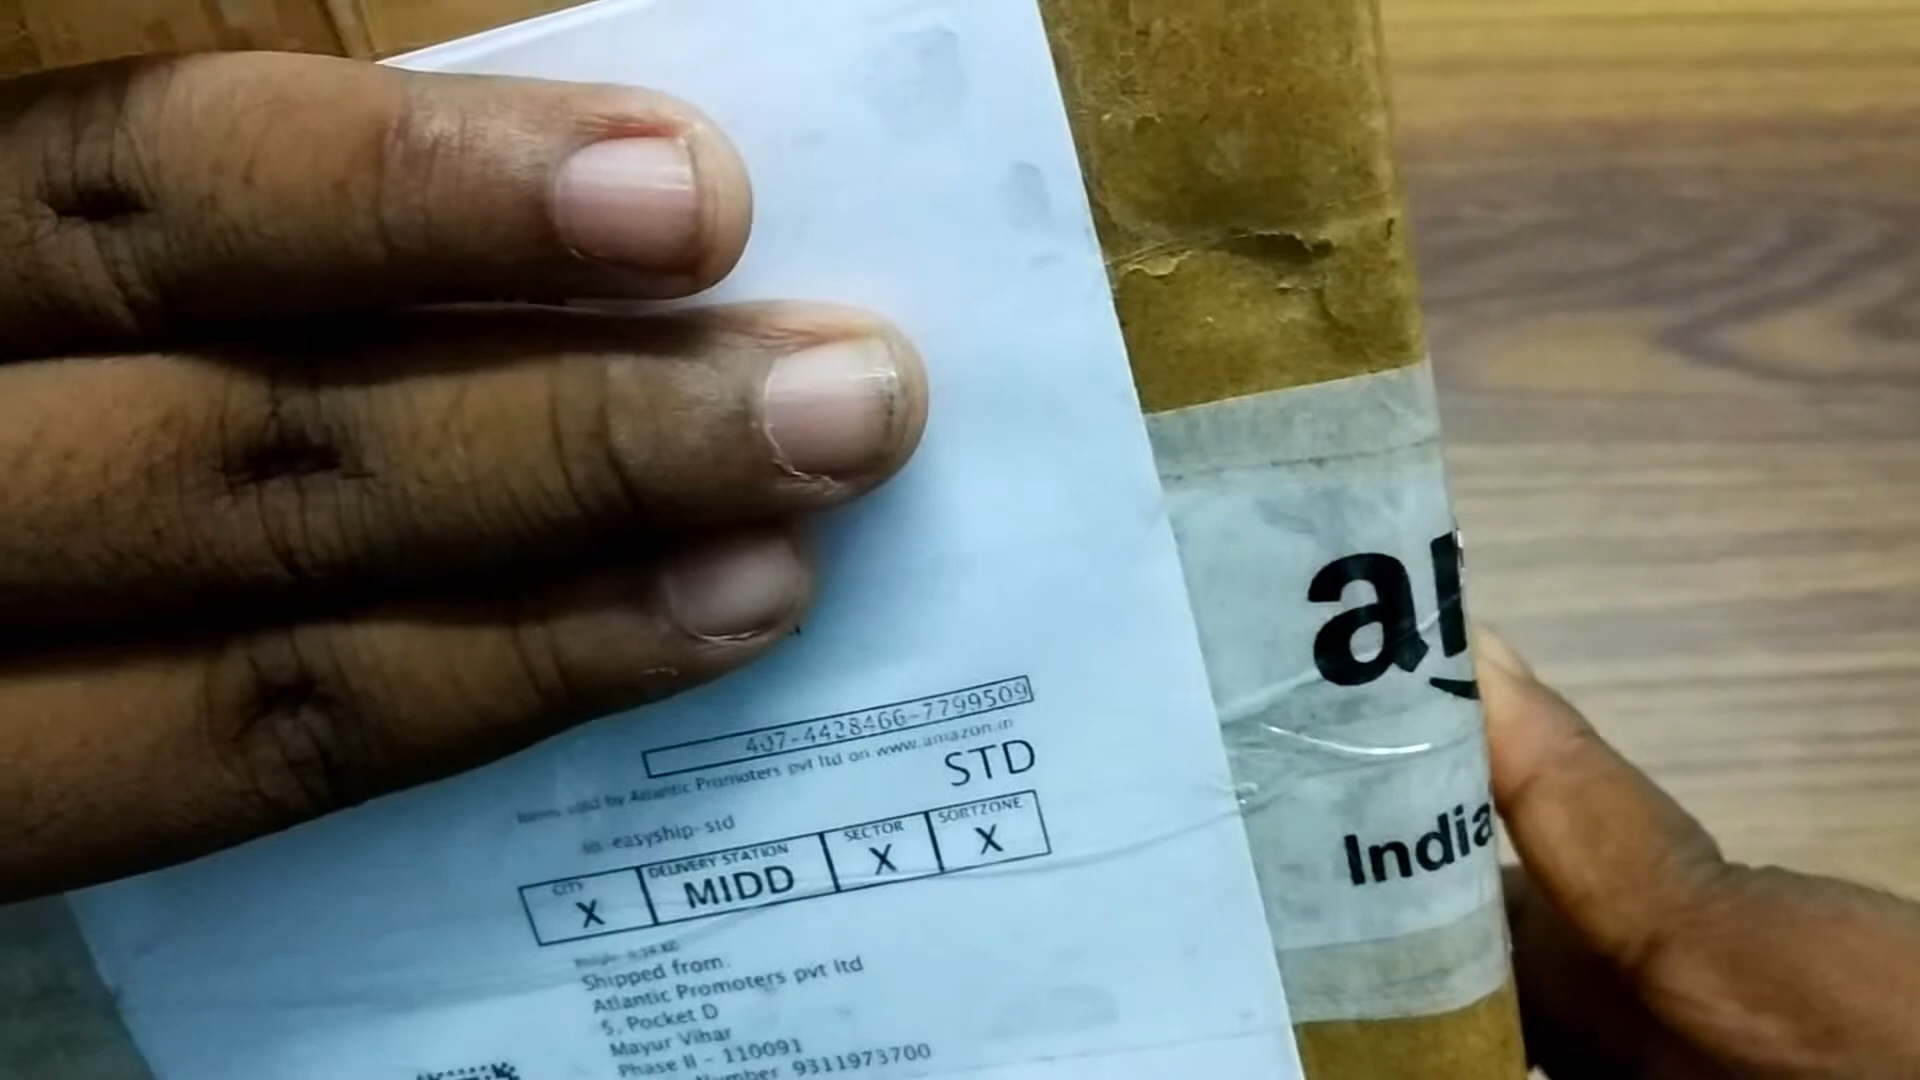 407-4428466-7799509
Items sold by Atlantic Promoters pvt ltd on www.amazon.in
STD
easyship-std
CITY
X
DELIVERY STATION
MIDD
SECTOR
X
SORTZONE
X
Shipped from.
Atlantic Promoters pvt ltd
5, Pocket D
Mayur Vihar
Phase II - 110091
Number 9311973700
a
India